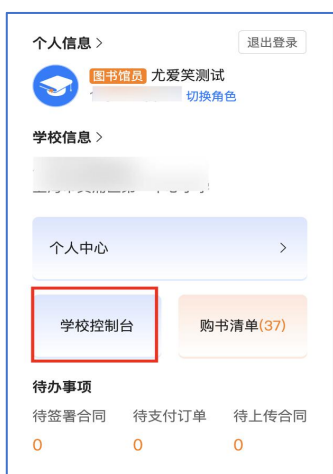 个人信息 >
退出登录
图书馆员 尤爱笑测试
切换角色
学校信息 >
个人中心 >
学校控制台
购书清单(37)
待办事项
待签署合同 待支付订单 待上传合同
0 0 0